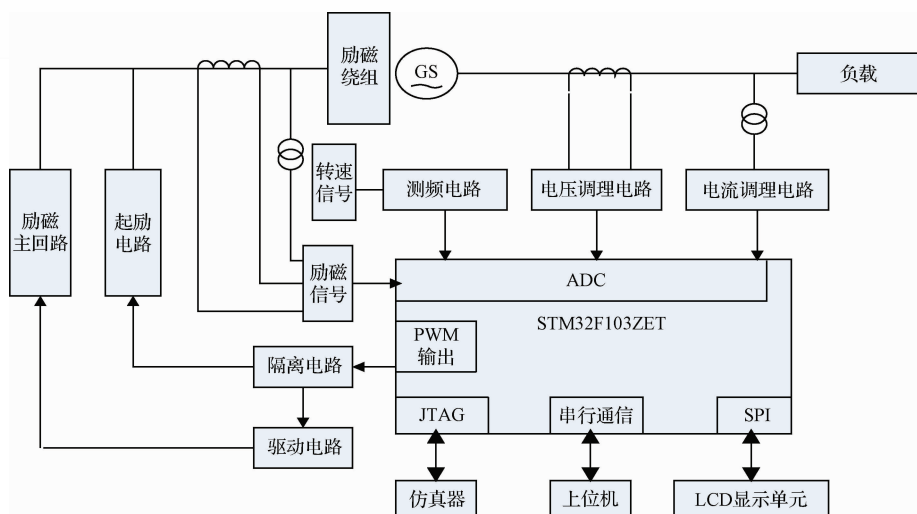 励磁
绕组
GS
负载
转速
信号
测频电路
电压调理电路
电流调理电路
励磁
主回路
起励
电路
励磁
信号
ADC
STM32F103ZET
PWM
输出
隔离电路
JTAG
串行通信
SPI
驱动电路
仿真器
上位机
LCD显示单元